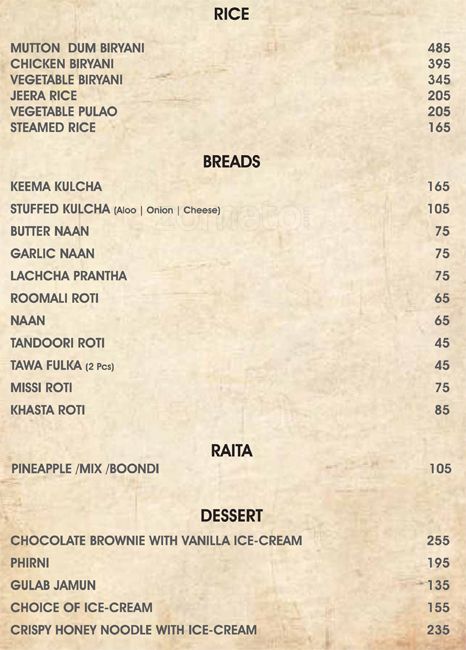 RICE
MUTTON DUM BIRYANI 485
CHICKEN BIRYANI 395
VEGETABLE BIRYANI 345
JEERA RICE 205
VEGETABLE PULAO 205
STEAMED RICE 165
BREADS
KEEMA KULCHA 165
STUFFED KULCHA (Aloo | Onion | Cheese) 105
BUTTER NAAN 75
GARLIC NAAN 75
LACHCHA PRANTHA 75
ROOMALI ROTI 65
NAAN 65
TANDOORI ROTI 45
TAWA FULKA (2 Pcs) 45
MISSI ROTI 75
KHASTA ROTI 85
RAITA
PINEAPPLE /MIX /BOONDI 105
DESSERT
CHOCOLATE BROWNIE WITH VANILLA ICE-CREAM 255
PHIRNI 195
GULAB JAMUN 135
CHOICE OF ICE-CREAM 155
CRISPY HONEY NOODLE WITH ICE-CREAM 235